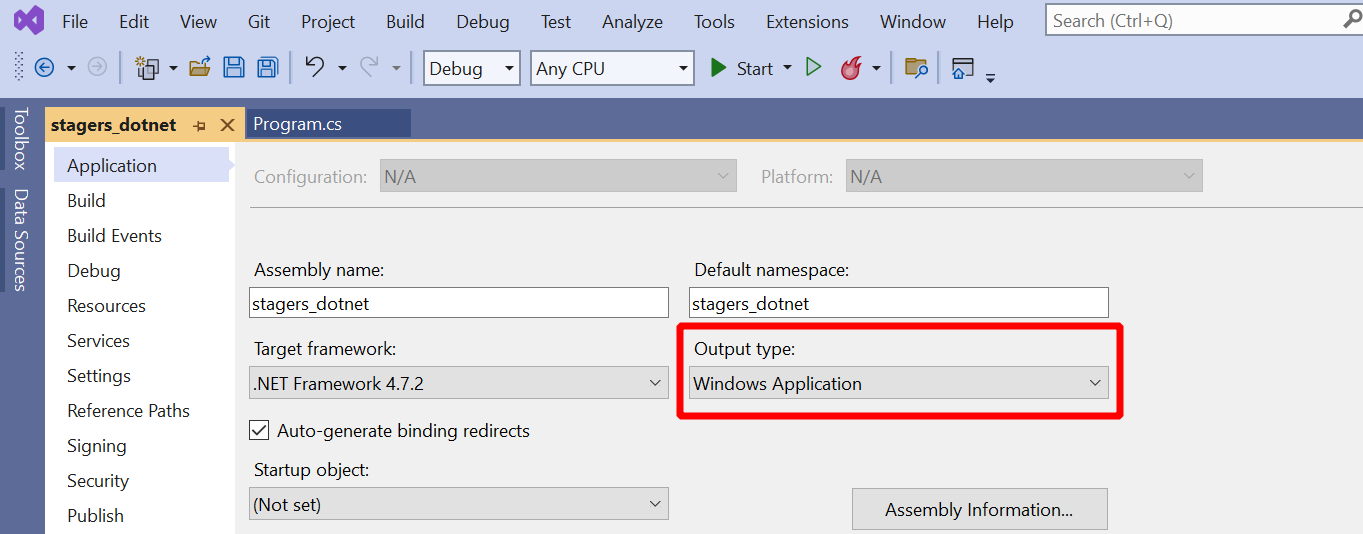 File Edit View Git Project Build Debug Test Analyze Tools Extensions Window Help Search (Ctrl+Q)
Debug Any CPU Start
Toolbox
Data Sources
stagers_dotnet Program.cs
Application
Build
Build Events
Debug
Resources
Services
Settings
Reference Paths
Signing
Security
Publish
Configuration: N/A Platform: N/A
Assembly name: Default namespace:
stagers_dotnet stagers_dotnet
Target framework: Output type:
.NET Framework 4.7.2 Windows Application
Auto-generate binding redirects
Startup object:
(Not set) Assembly Information...